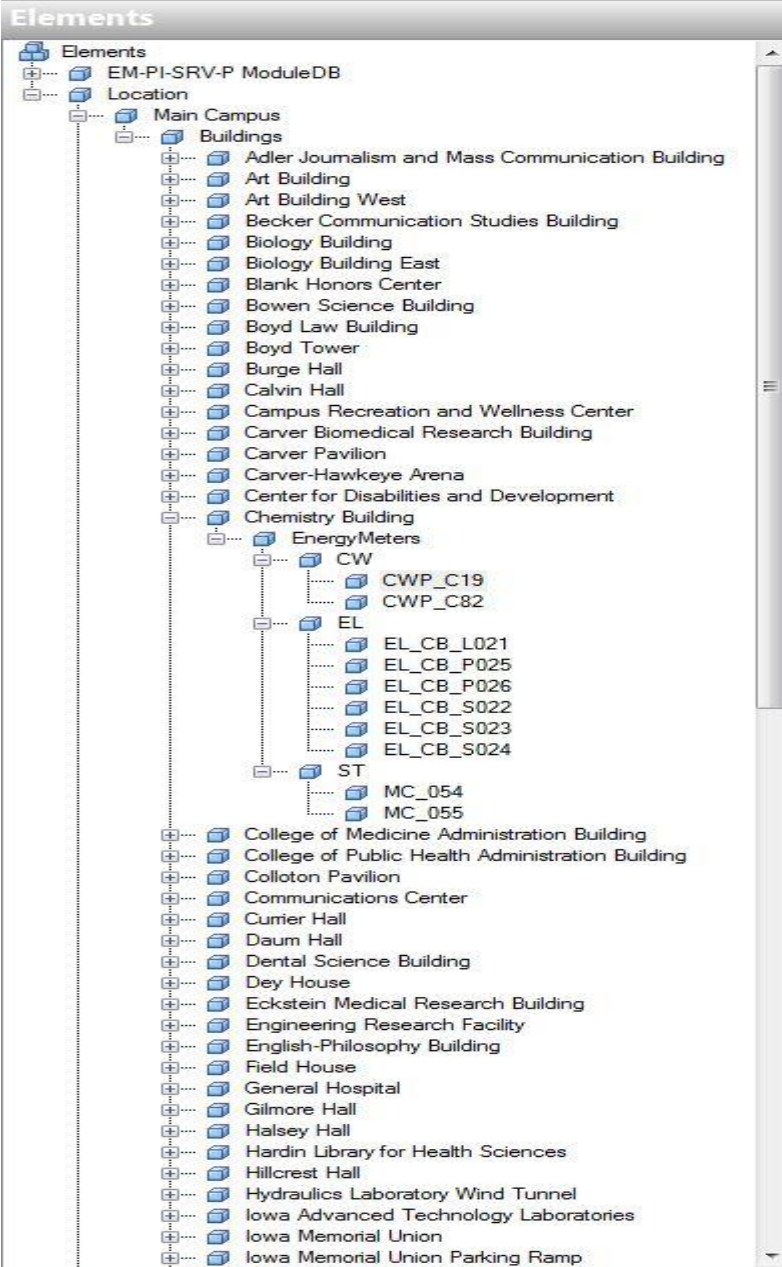 Elements
Elements
EM-PI-SRV-P ModuleDB
Location
Main Campus
Buildings
Adler Journalism and Mass Communication Building
Art Building
Art Building West
Becker Communication Studies Building
Biology Building
Biology Building East
Blank Honors Center
Bowen Science Building
Boyd Law Building
Boyd Tower
Burge Hall
Calvin Hall
Campus Recreation and Wellness Center
Carver Biomedical Research Building
Carver Pavilion
Carver-Hawkeye Arena
Center for Disabilities and Development
Chemistry Building
EnergyMeters
CW
CWP_C19
CWP_C82
EL
EL_CB_L021
EL_CB_P025
EL_CB_P026
EL_CB_S022
EL_CB_S023
EL_CB_S024
ST
MC_054
MC_055
College of Medicine Administration Building
College of Public Health Administration Building
Colloton Pavilion
Communications Center
Currier Hall
Daum Hall
Dental Science Building
Dey House
Eckstein Medical Research Building
Engineering Research Facility
English-Philosophy Building
Field House
General Hospital
Gilmore Hall
Halsey Hall
Hardin Library for Health Sciences
Hillcrest Hall
Hydraulics Laboratory Wind Tunnel
Iowa Advanced Technology Laboratories
Iowa Memorial Union
Iowa Memorial Union Parking Ramp